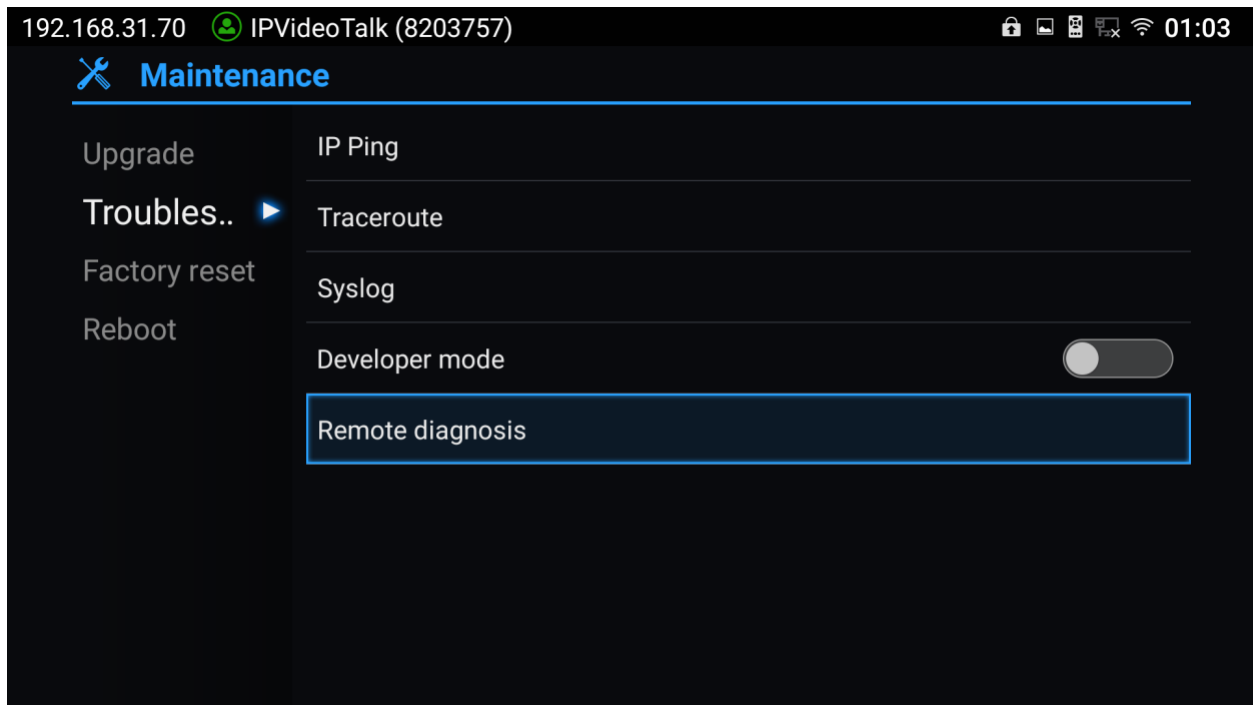 192.168.31.70 IPVideoTalk (8203757) 01:03
Maintenance
Upgrade
Troubles..
Factory reset
Reboot
IP Ping
Traceroute
Syslog
Developer mode
Remote diagnosis